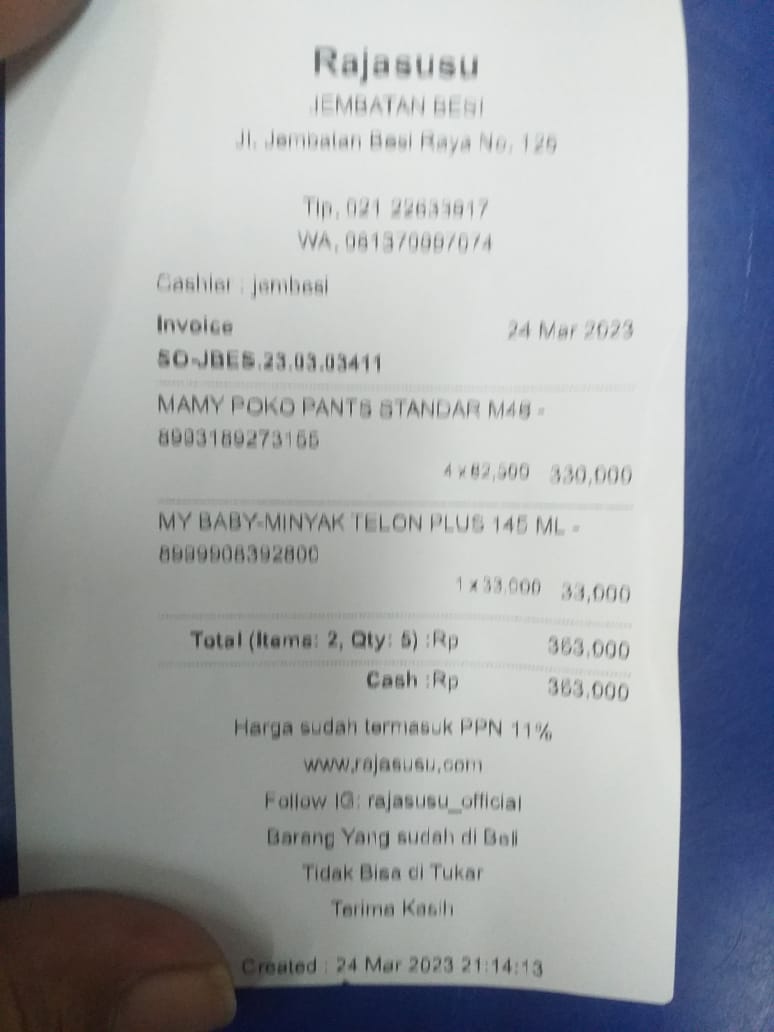 Rajasusu
JEMBATAN BESI
Jl. Jembatan Besi Raya No. 126
Tlp. 021 22633917
WA.
Cashier : jembesi
Invoice 24 Mar 2023
SO-JBES.23.03.03411
MAMY POKO PANTS STANDAR M46 -
8993189273155
4 x 82,500 330,000
MY BABY-MINYAK TELON PLUS 145 ML -
8999908392800
1 x 33,000 33,000
Total (Items: 2, Qty: 5) :Rp 363,000
Cash :Rp 363,000
Harga sudah termasuk PPN 11%
www.rajasusu.com
Follow IG: rajasusu_official
Barang Yang sudah di Beli
Tidak Bisa di Tukar
Terima Kasih
Created : 24 Mar 2023 21:14:13